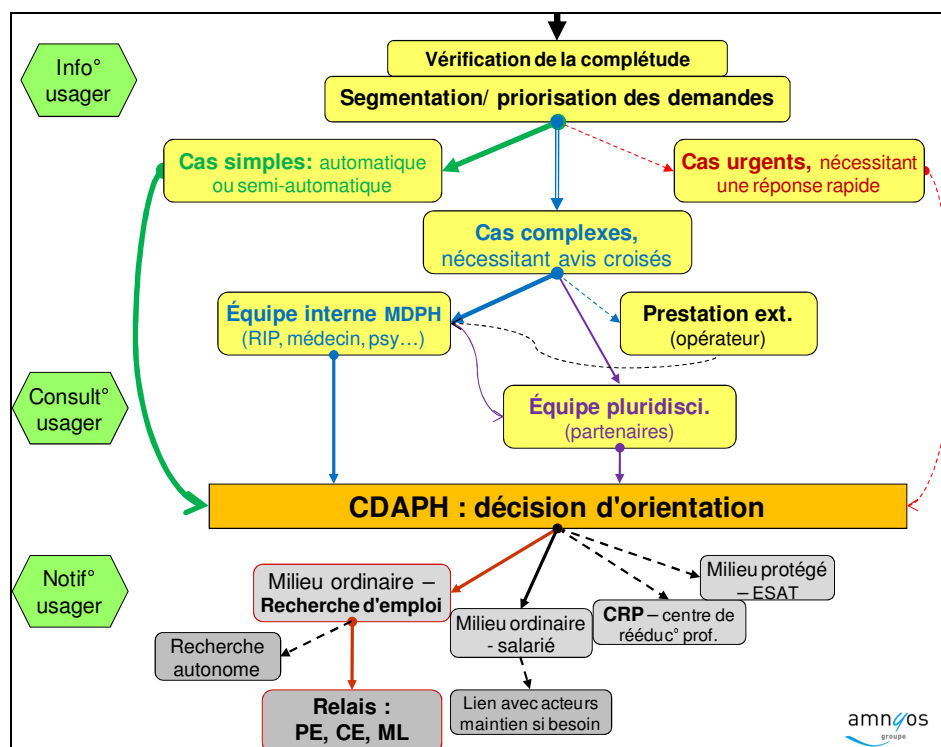 Info°
usager
Vérification de la complétude
Segmentation/ priorisation des demandes
Cas simples: automatique
ou semi-automatique
Cas urgents, nécessitant
une réponse rapide
Cas complexes,
nécessitant avis croisés
Équipe interne MDPH
(RIP, médecin, psy…)
Prestation ext.
(opérateur)
Consult°
usager
Équipe pluridisci.
(partenaires)
CDAPH : décision d'orientation
Notif°
usager
Milieu ordinaire –
Recherche d'emploi
Milieu ordinaire
- salarié
CRP – centre de
rééduc° prof.
Milieu protégé
– ESAT
Recherche
autonome
Relais :
PE, CE, ML
Lien avec acteurs
maintien si besoin
amnyos
groupe